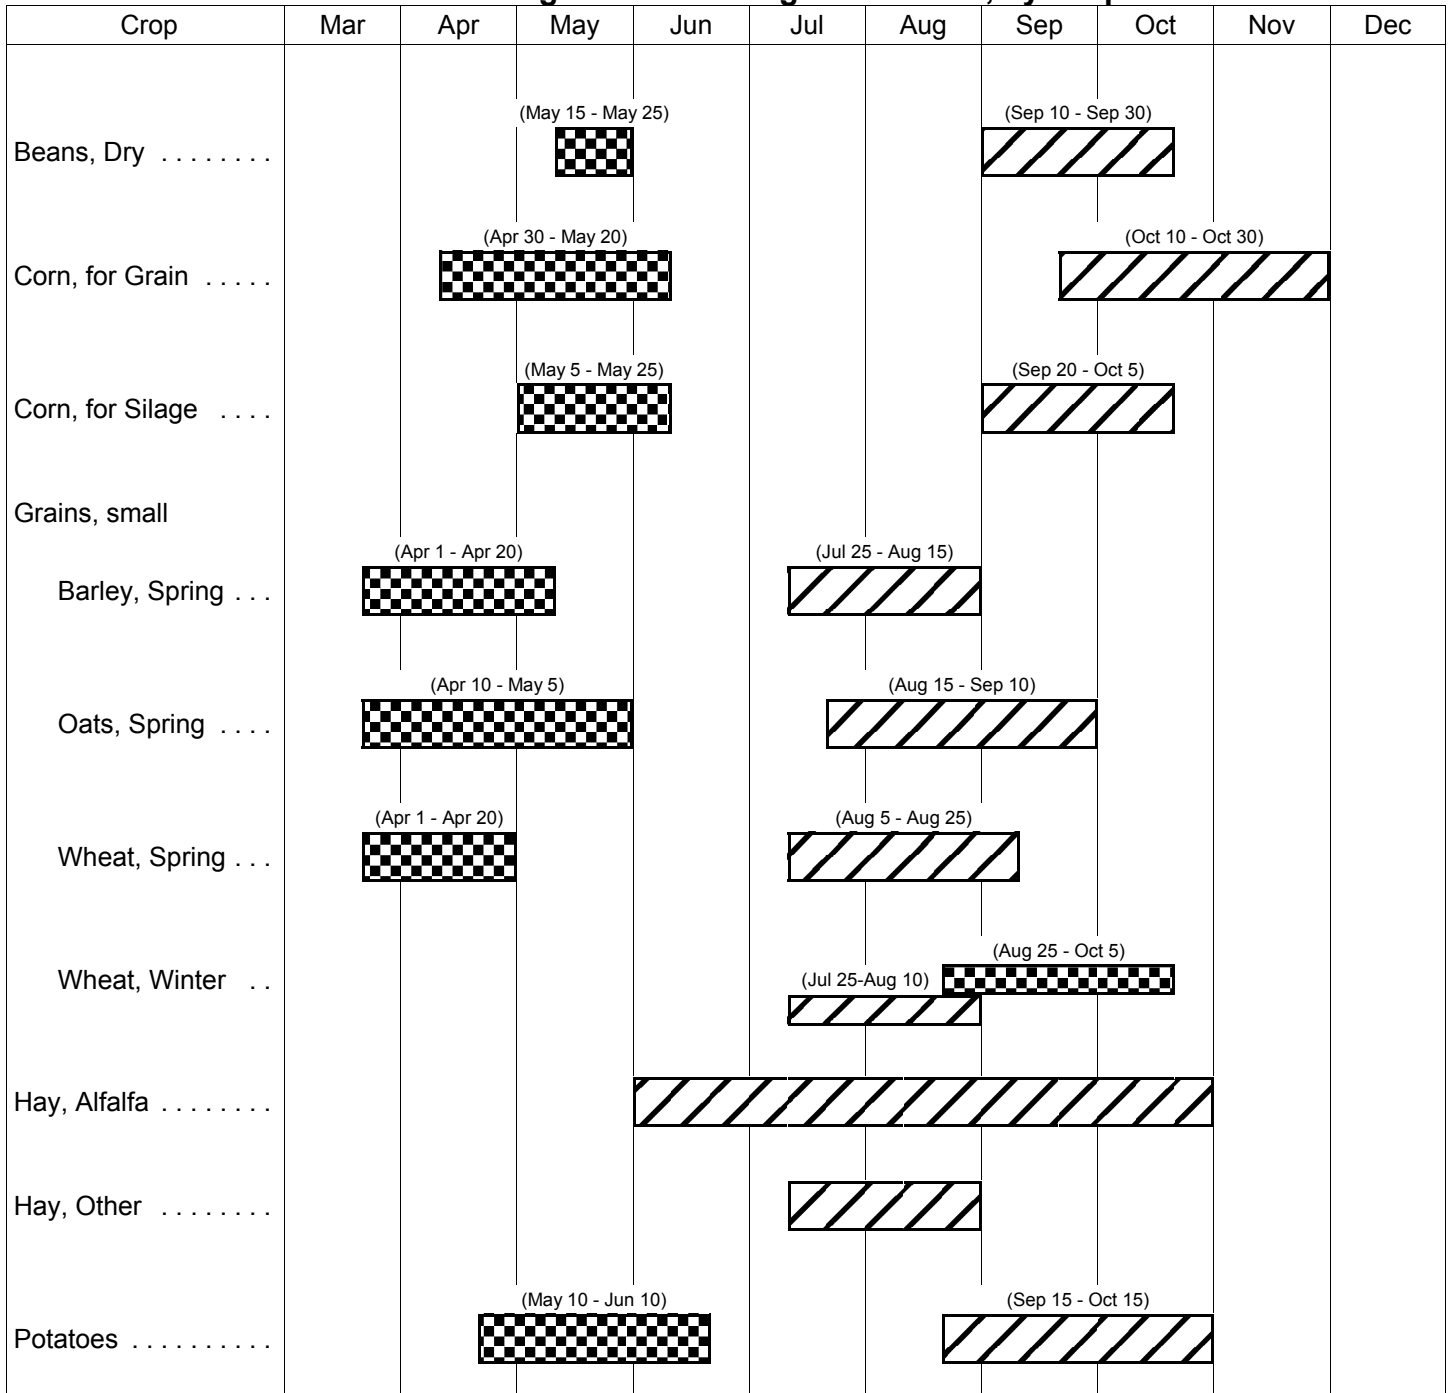 Crop Mar Apr May Jun Jul Aug Sep Oct Nov Dec
(May 15 - May 25) (Sep 10 - Sep 30)
Beans, Dry . . . . . . . .
(Apr 30 - May 20) (Oct 10 - Oct 30)
Corn, for Grain . . . . .
(May 5 - May 25) (Sep 20 - Oct 5)
Corn, for Silage . . . .
Grains, small
(Apr 1 - Apr 20) (Jul 25 - Aug 15)
Barley, Spring . . .
(Apr 10 - May 5) (Aug 15 - Sep 10)
Oats, Spring . . . .
(Apr 1 - Apr 20) (Aug 5 - Aug 25)
Wheat, Spring . . .
(Aug 25 - Oct 5)
Wheat, Winter . . (Jul 25-Aug 10)
Hay, Alfalfa . . . . . . . .
Hay, Other . . . . . . . .
(May 10 - Jun 10) (Sep 15 - Oct 15)
Potatoes . . . . . . . . . .